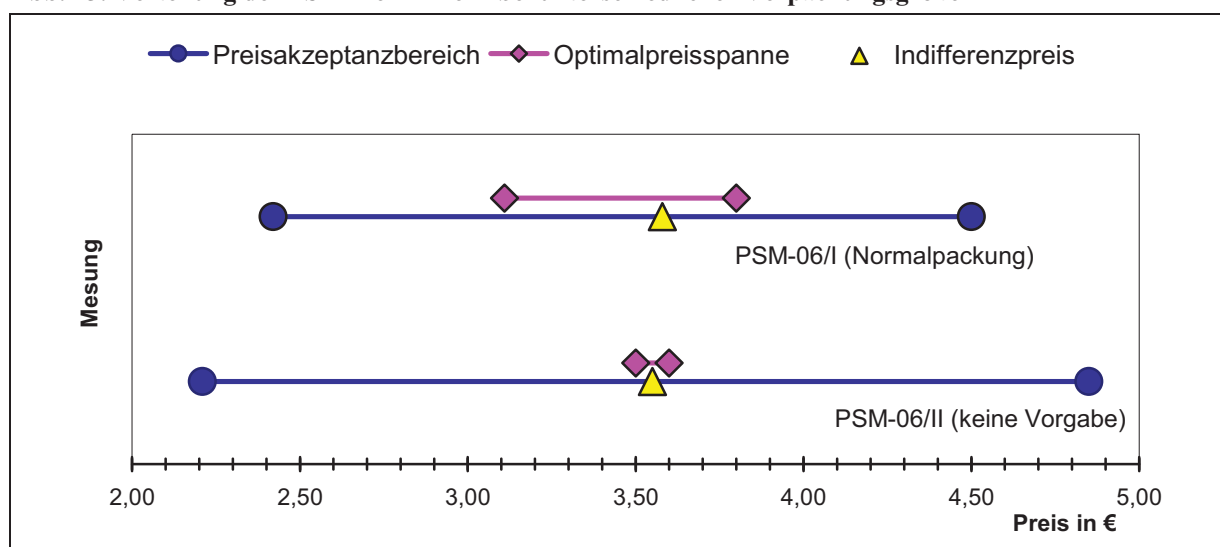 Preisakzeptanzbereich Optimalpreisspanne Indifferenzpreis
Mesung
PSM-06/I (Normalpackung)
PSM-06/II (keine Vorgabe)
2,00 2,50 3,00 3,50 4,00 4,50 5,00
Preis in €